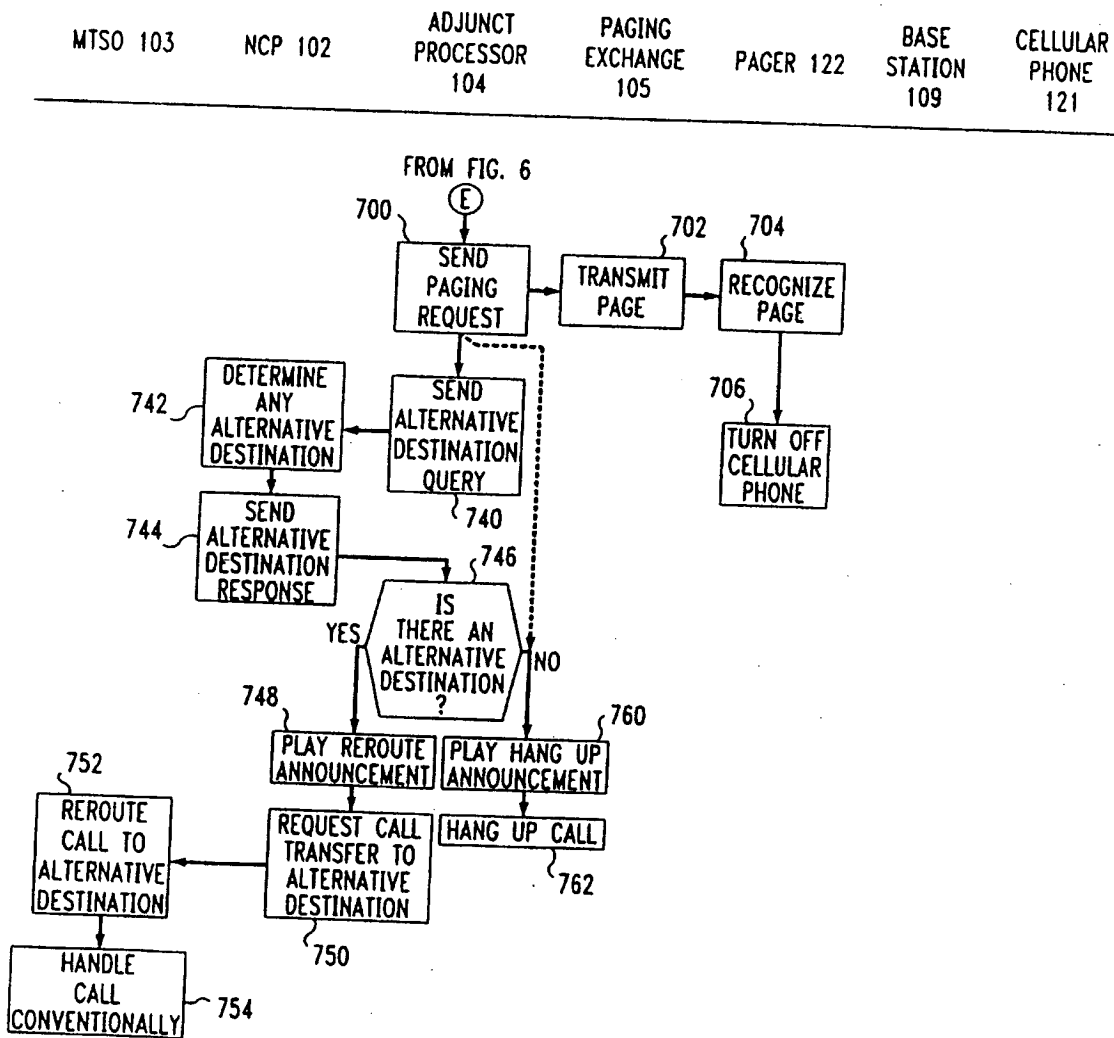 MTSO 103
NCP 102
ADJUNCT
PROCESSOR
104
PAGING
EXCHANGE
105
PAGER 122
BASE
STATION
109
CELLULAR
PHONE
121
FROM FIG. 6
E
700
SEND
PAGING
REQUEST
702
TRANSMIT
PAGE
704
RECOGNIZE
PAGE
706
TURN OFF
CELLULAR
PHONE
742
DETERMINE
ANY
ALTERNATIVE
DESTINATION
SEND
ALTERNATIVE
DESTINATION
QUERY
740
744
SEND
ALTERNATIVE
DESTINATION
RESPONSE
746
IS
THERE AN
ALTERNATIVE
DESTINATION
?
YES
NO
748
PLAY REROUTE
ANNOUNCEMENT
760
PLAY HANG UP
ANNOUNCEMENT
752
REROUTE
CALL TO
ALTERNATIVE
DESTINATION
REQUEST CALL
TRANSFER TO
ALTERNATIVE
DESTINATION
750
HANG UP CALL
762
HANDLE
CALL
CONVENTIONALLY
754